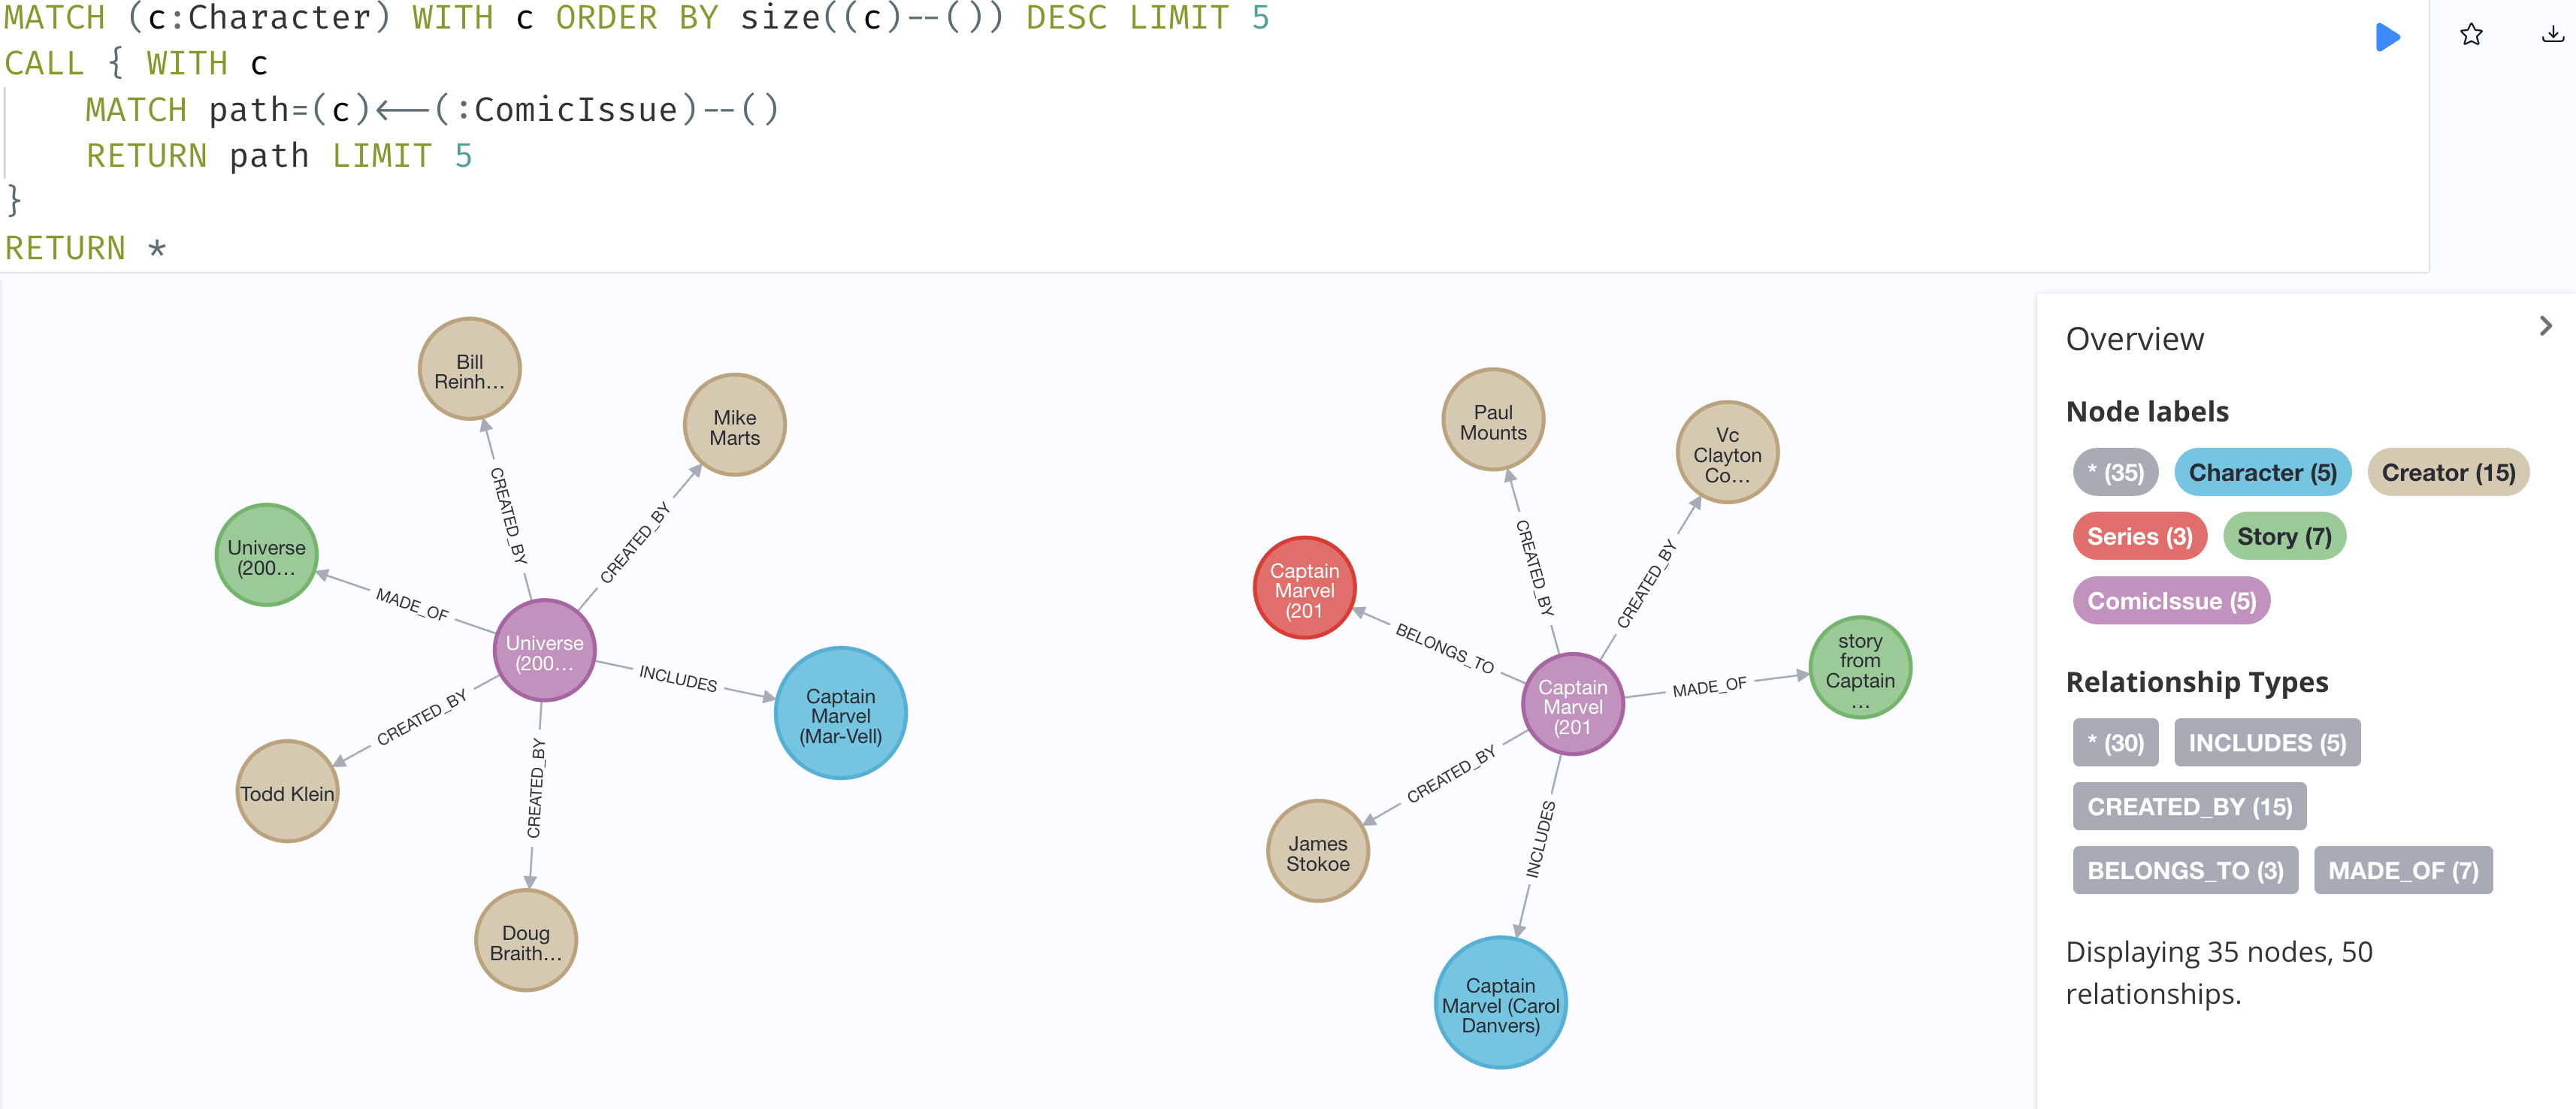 MATCH (c:Character) WITH c ORDER BY size((c)--()) DESC LIMIT 5
CALL { WITH c
MATCH path=(c)<--(:ComicIssue)--()
RETURN path LIMIT 5
}
RETURN *
Bill
Reinh...
Mike
Marts
CREATED_BY
CREATED_BY
Universe
(200...
MADE_OF
Universe
(200...
INCLUDES
Captain
Marvel
(Mar-Vell)
CREATED_BY
Todd Klein
CREATED_BY
Doug
Braith...
Paul
Mounts
Vc
Clayton
Co...
CREATED_BY
CREATED_BY
Captain
Marvel
(201
BELONGS_TO
Captain
Marvel
(201
MADE_OF
story
from
Captain
...
CREATED_BY
James
Stokoe
INCLUDES
Captain
Marvel (Carol
Danvers)
Overview
Node labels
* (35) Character (5) Creator (15)
Series (3) Story (7)
ComicIssue (5)
Relationship Types
* (30) INCLUDES (5)
CREATED_BY (15)
BELONGS_TO (3) MADE_OF (7)
Displaying 35 nodes, 50
relationships.